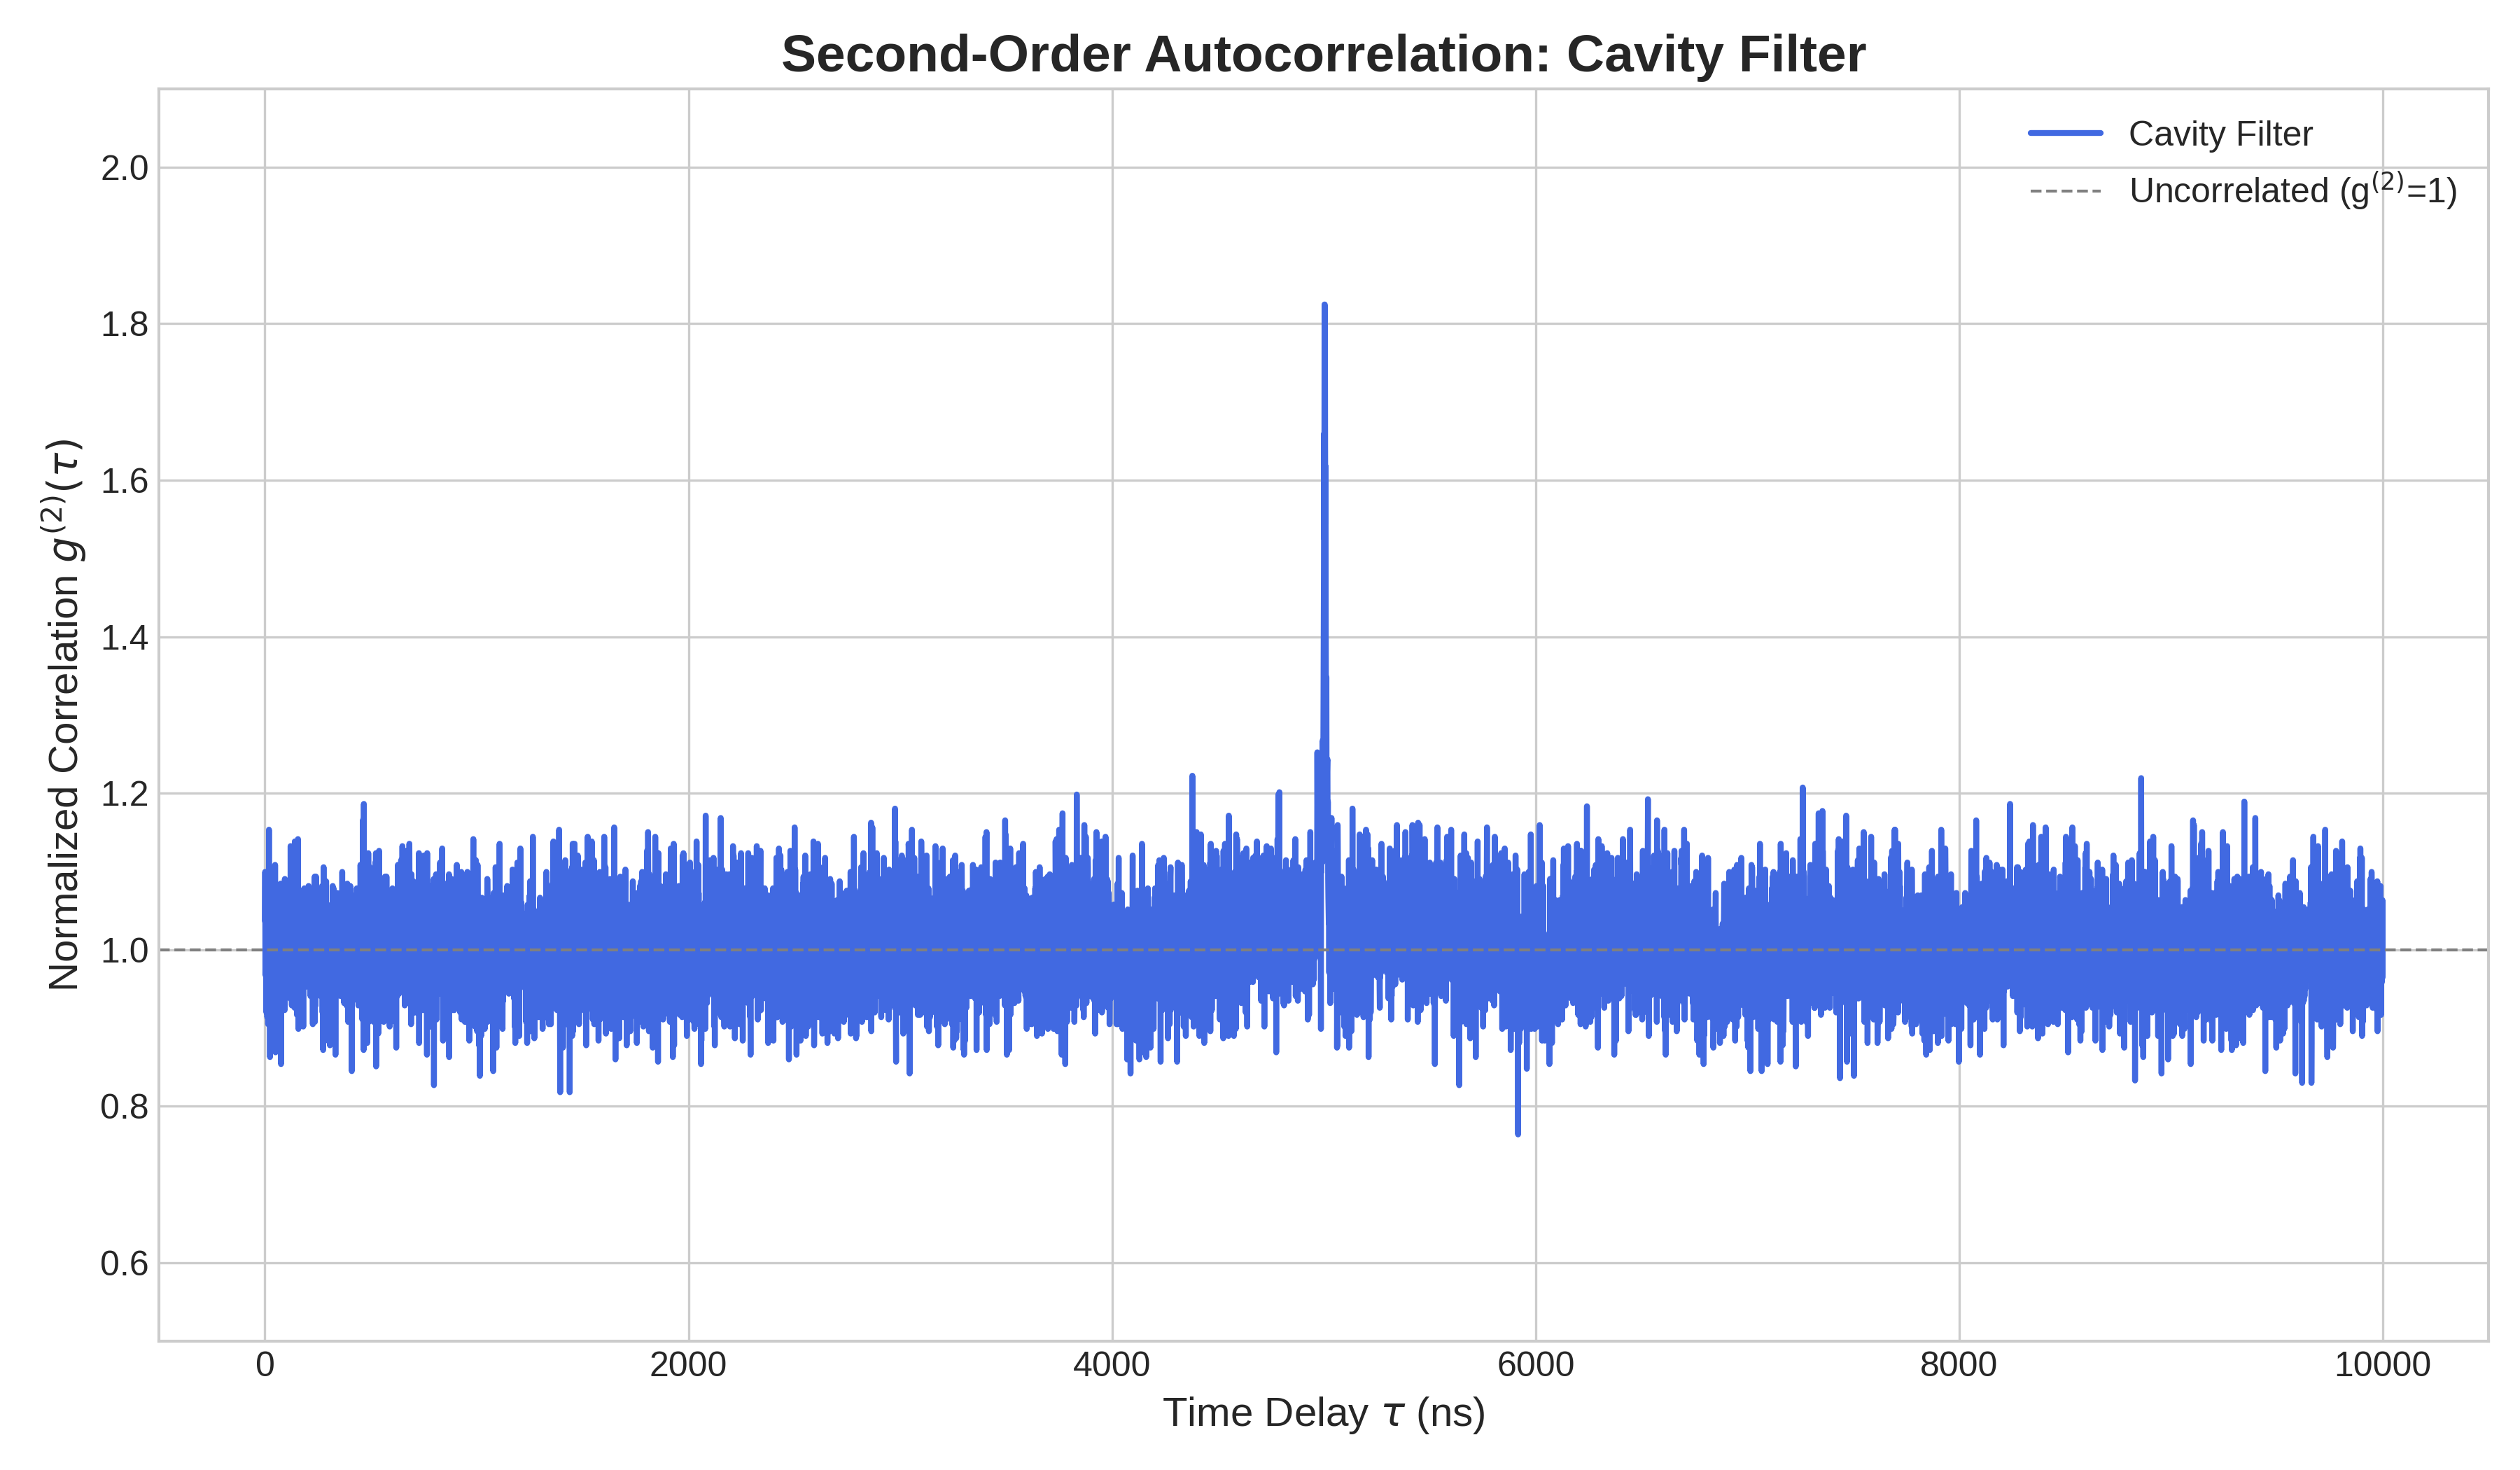 Second-Order Autocorrelation: Cavity Filter
Cavity Filter
Uncorrelated (g⁽²⁾=1)
Normalized Correlation g⁽²⁾(τ)
2.0
1.8
1.6
1.4
1.2
1.0
0.8
0.6
0 2000 4000 6000 8000 10000
Time Delay τ (ns)